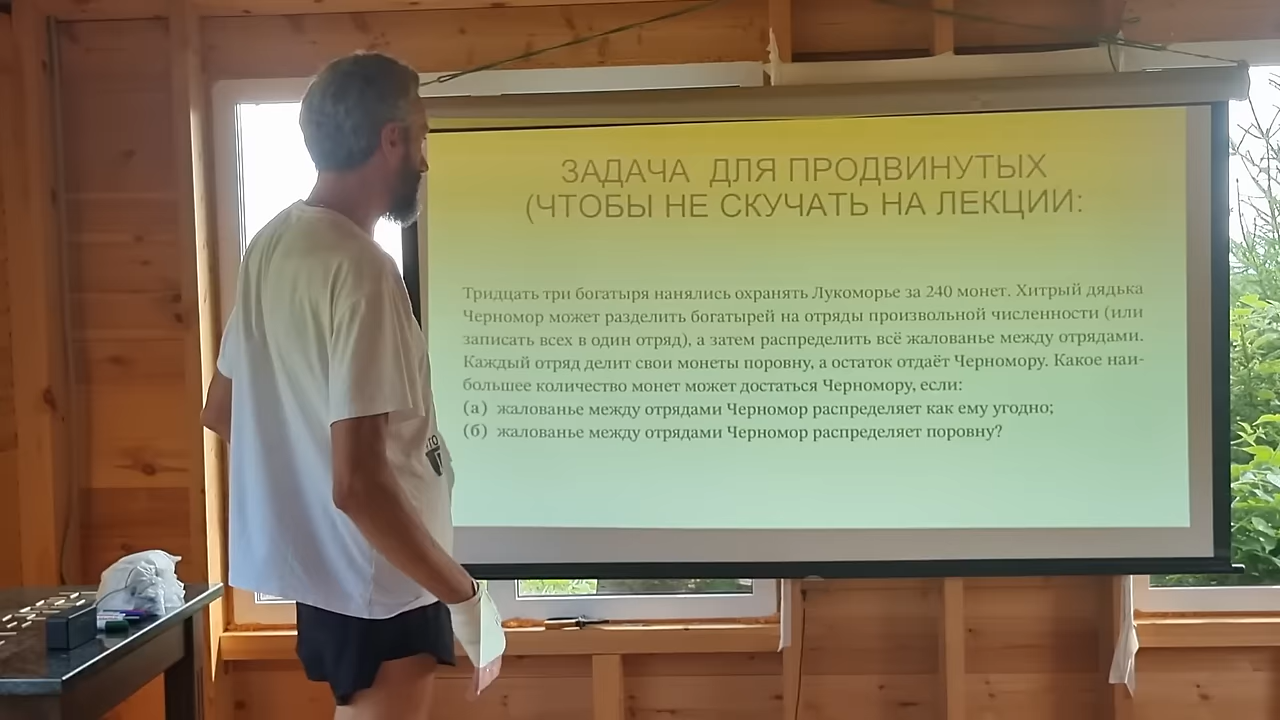 ЗАДАЧА ДЛЯ ПРОДВИНУТЫХ
(ЧТОБЫ НЕ СКУЧАТЬ НА ЛЕКЦИИ:
Тридцать три богатыря нанялись охранять Лукоморье за 240 монет. Хитрый дядька
Черномор может разделить богатырей на отряды произвольной численности (или
записать всех в один отряд), а затем распределить всё жалованье между отрядами.
Каждый отряд делит свои монеты поровну, а остаток отдаёт Черномору. Какое наи-
большее количество монет может достаться Черномору, если:
(а) жалованье между отрядами Черномор распределяет как ему угодно;
(б) жалованье между отрядами Черномор распределяет поровну?